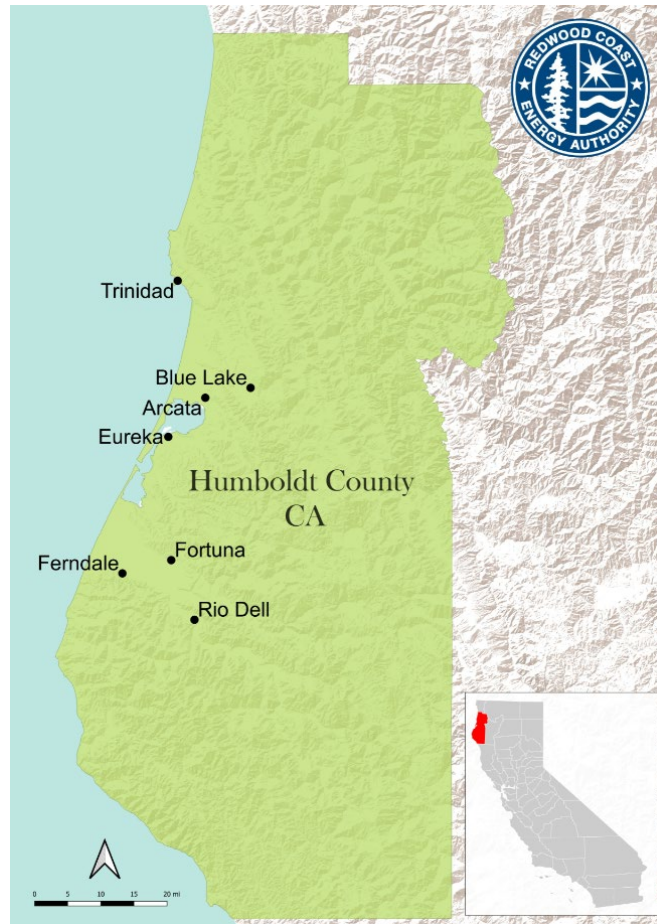 REDWOOD COAST
ENERGY AUTHORITY
Trinidad
Blue Lake
Arcata
Eureka
Humboldt County
CA
Fortuna
Ferndale
Rio Dell
0 5 10 15 20 mi